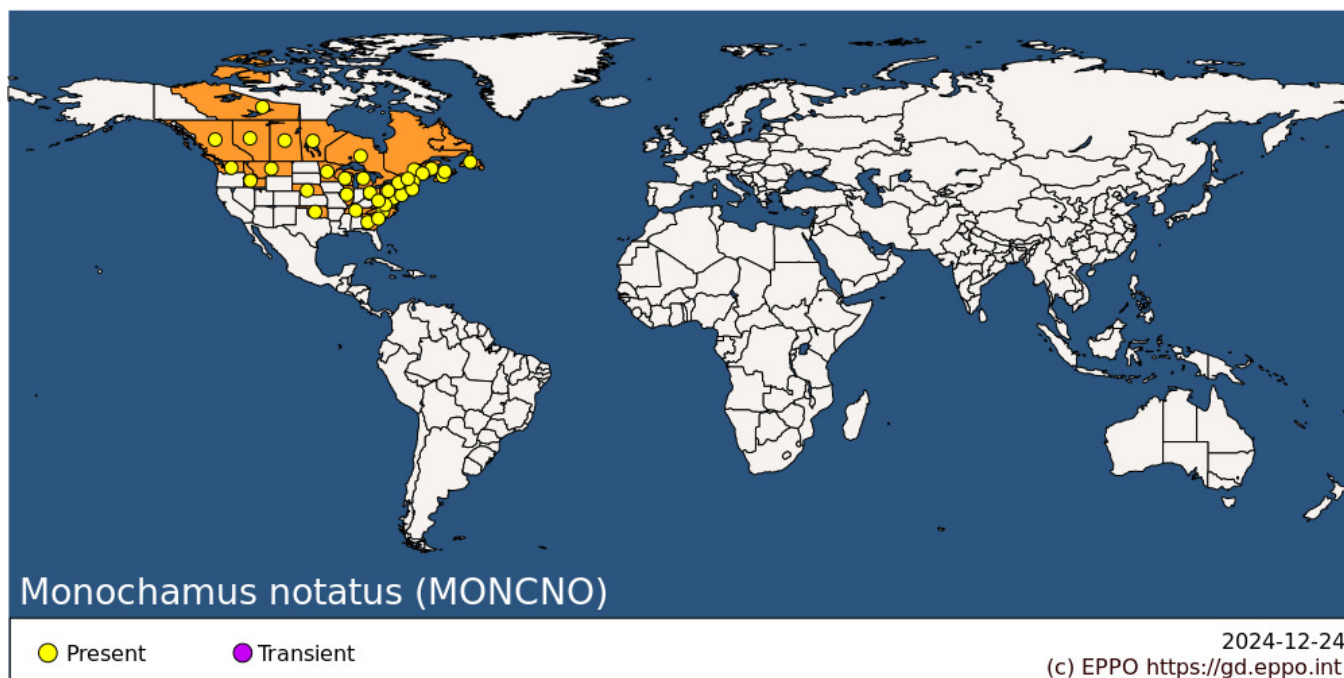 Monochamus notatus (MONCNO)
Present
Transient
2024-12-24
(c) EPPO https://gd.eppo.int